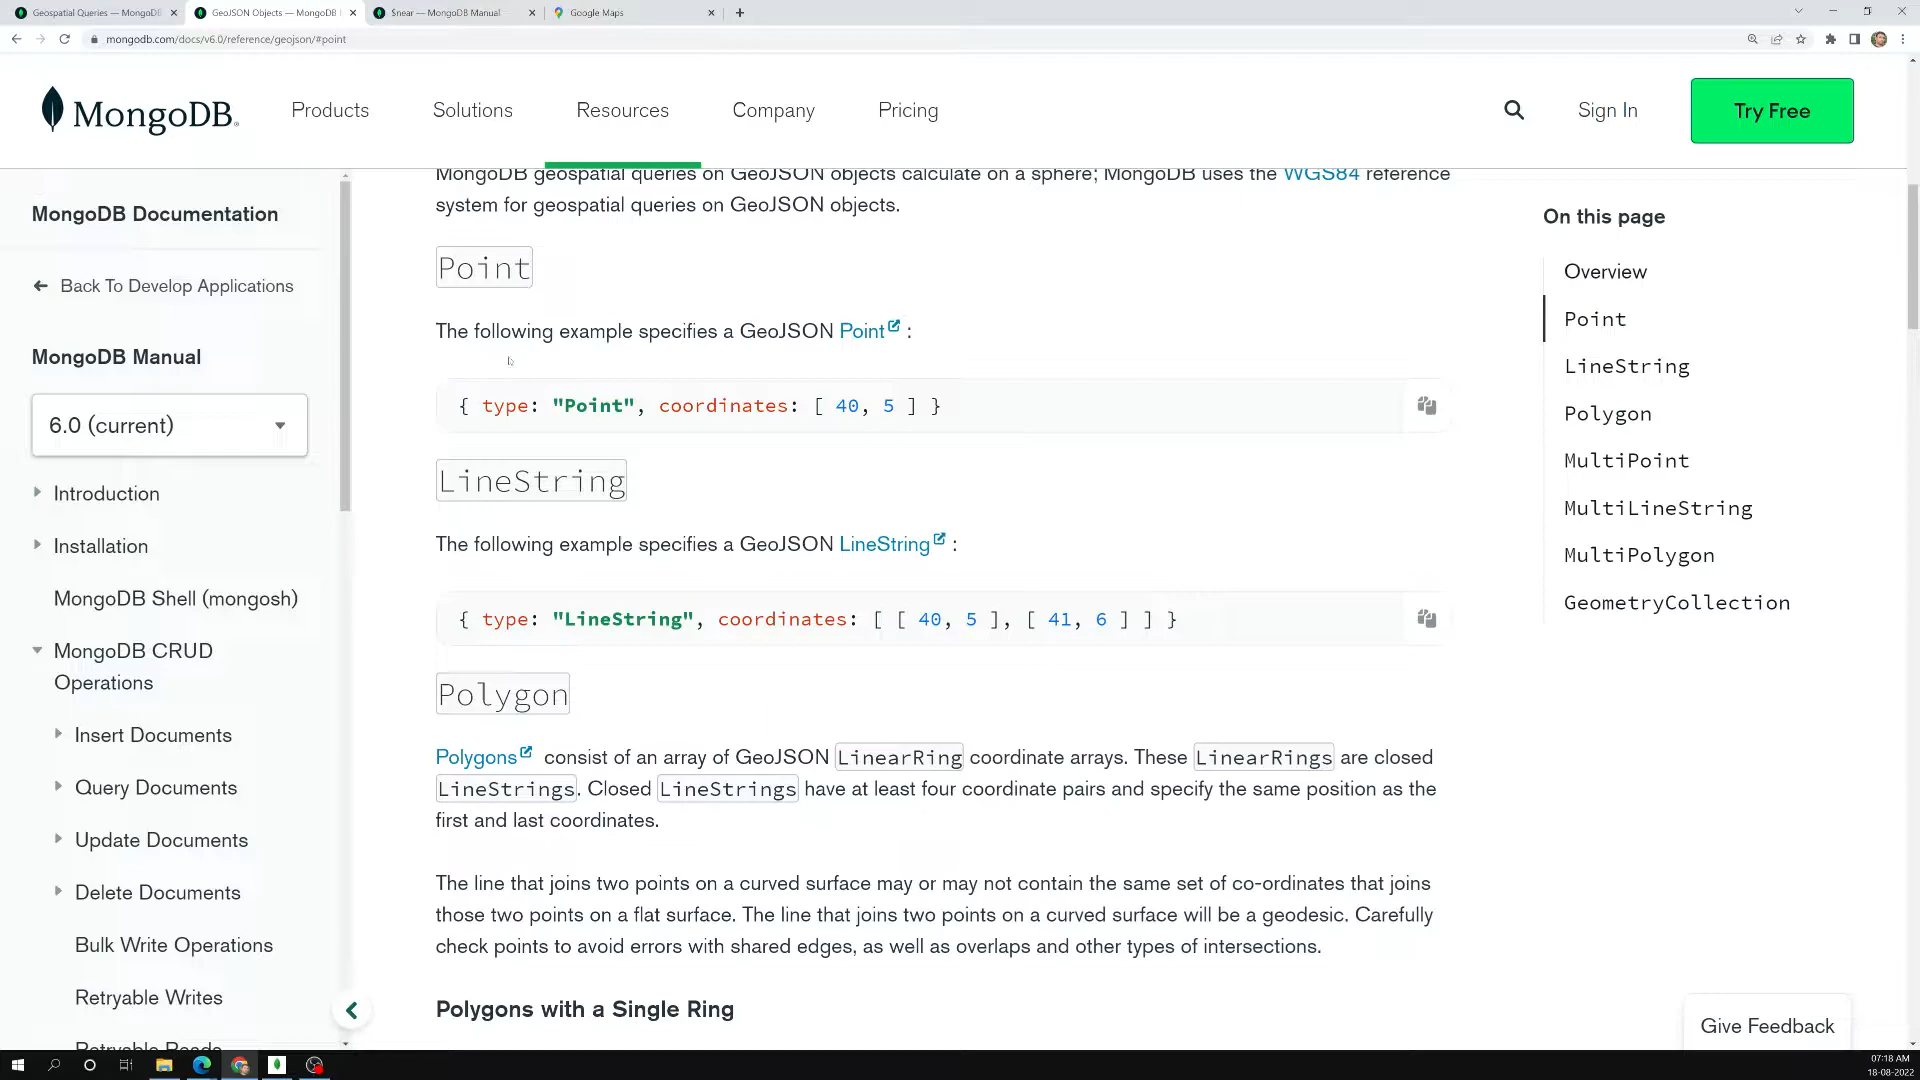 Geospatial Queries — MongoDB
GeoJSON Objects — MongoDB
$near — MongoDB Manual
Google Maps
mongodb.com/docs/v6.0/reference/geojson/#point
MongoDB.
Products
Solutions
Resources
Company
Pricing
Sign In
Try Free
MongoDB Documentation
Back To Develop Applications
MongoDB Manual
6.0 (current)
Introduction
Installation
MongoDB Shell (mongosh)
MongoDB CRUD
Operations
Insert Documents
Query Documents
Update Documents
Delete Documents
Bulk Write Operations
Retryable Writes
Retryable Reads
MongoDB geospatial queries on GeoJSON objects calculate on a sphere; MongoDB uses the WGS84 reference
system for geospatial queries on GeoJSON objects.
Point
The following example specifies a GeoJSON Point :
{ type: "Point", coordinates: [ 40, 5 ] }
LineString
The following example specifies a GeoJSON LineString :
{ type: "LineString", coordinates: [ [ 40, 5 ], [ 41, 6 ] ] }
Polygon
Polygons consist of an array of GeoJSON LinearRing coordinate arrays. These LinearRings are closed
LineStrings. Closed LineStrings have at least four coordinate pairs and specify the same position as the
first and last coordinates.
The line that joins two points on a curved surface may or may not contain the same set of co-ordinates that joins
those two points on a flat surface. The line that joins two points on a curved surface will be a geodesic. Carefully
check points to avoid errors with shared edges, as well as overlaps and other types of intersections.
Polygons with a Single Ring
On this page
Overview
Point
LineString
Polygon
MultiPoint
MultiLineString
MultiPolygon
GeometryCollection
Give Feedback
07:18 AM
18-08-2022